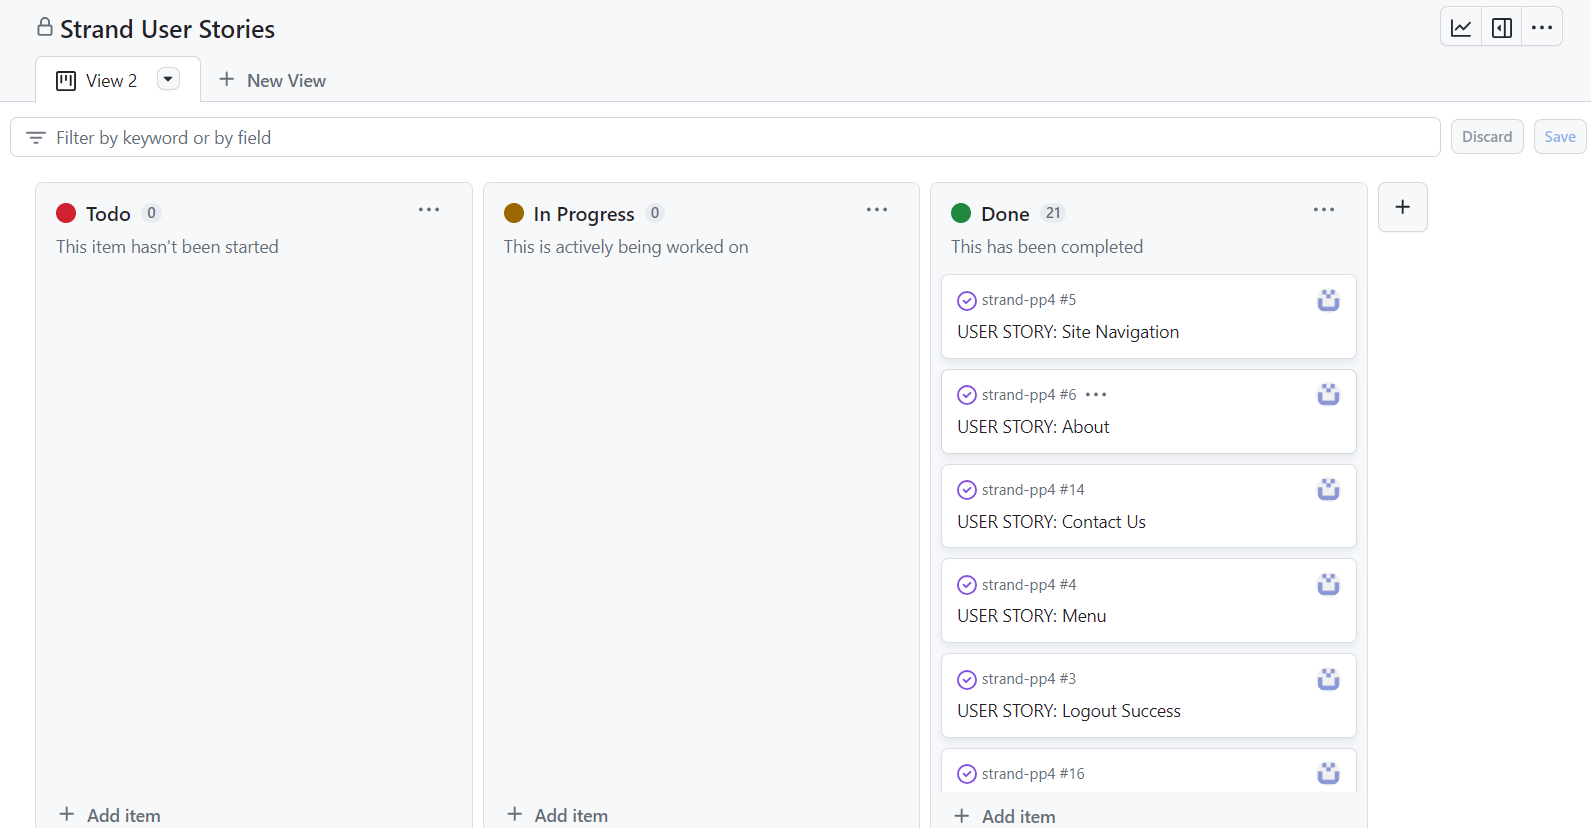 Strand User Stories
View 2
New View
Filter by keyword or by field
Discard
Save
Todo 0
This item hasn't been started
Add item
In Progress 0
This is actively being worked on
Add item
Done 21
This has been completed
strand-pp4 #5
USER STORY: Site Navigation
strand-pp4 #6
USER STORY: About
strand-pp4 #14
USER STORY: Contact Us
strand-pp4 #4
USER STORY: Menu
strand-pp4 #3
USER STORY: Logout Success
strand-pp4 #16
Add item